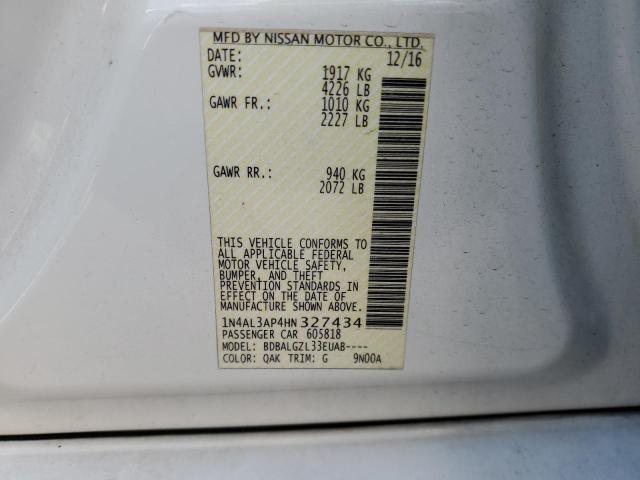 MFD BY NISSAN MOTOR CO., LTD.
DATE: 12/16
GVWR: 1917 KG
4226 LB
GAWR FR.: 1010 KG
2227 LB
GAWR RR.: 940 KG
2072 LB
THIS VEHICLE CONFORMS TO
ALL APPLICABLE FEDERAL
MOTOR VEHICLE SAFETY,
BUMPER, AND THEFT
PREVENTION STANDARDS IN
EFFECT ON THE DATE OF
MANUFACTURE SHOWN ABOVE.
1N4AL3AP4HN327434
PASSENGER CAR 605818
MODEL: BDBALGZL33EUAB----
COLOR: QAK TRIM: G 9N00A